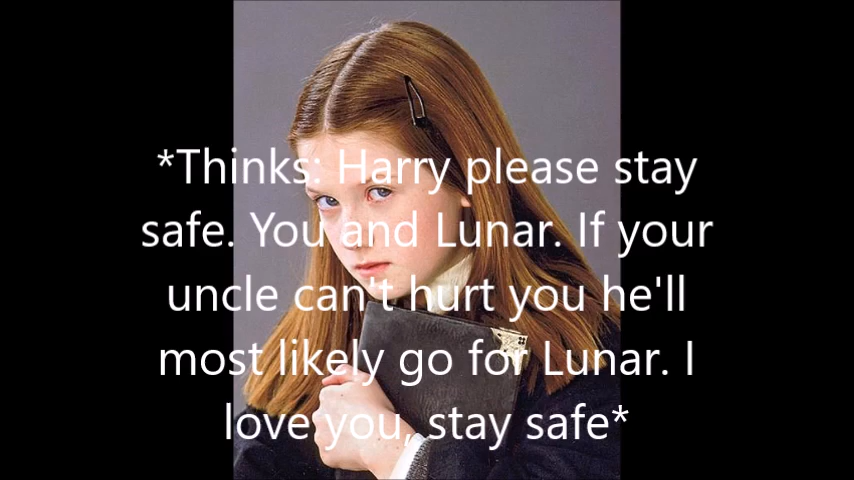 *Thinks: Harry please stay
safe. You and Lunar. If your
uncle can't hurt you he'll
most likely go for Lunar. I
love you, stay safe*